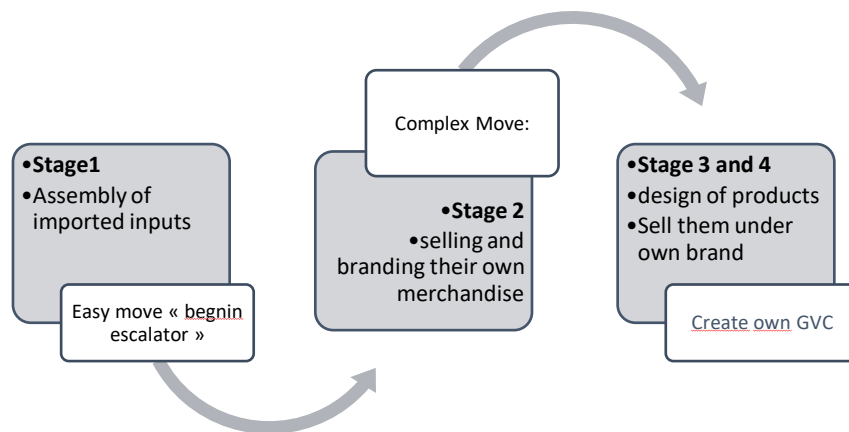 •Stage1
•Assembly of
imported inputs
Easy move « begnin
escalator »
Complex Move:
•Stage 2
•selling and
branding their own
merchandise
•Stage 3 and 4
•design of products
•Sell them under
own brand
Create own GVC